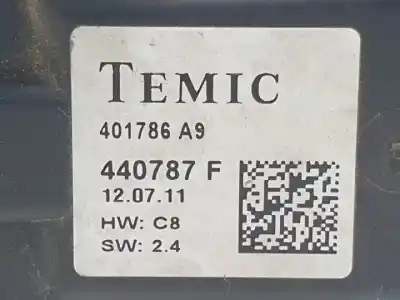 TEMIC
401786 A9
440787 F
12.07.11
HW: C8
SW: 2.4